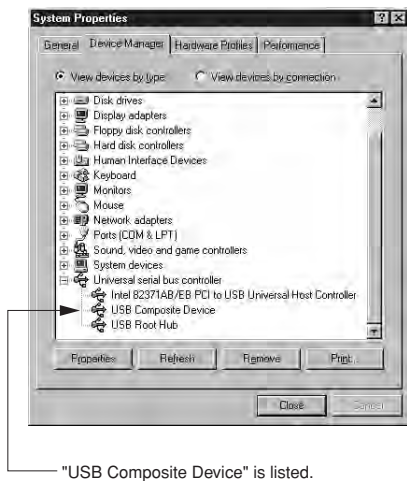 System Properties
General Device Manager Hardware Profiles Performance
View devices by type View devices by connection
Disk drives
Display adapters
Floppy disk controllers
Hard disk controllers
Human Interface Devices
Keyboard
Monitors
Mouse
Network adapters
Ports (COM & LPT)
Sound, video and game controllers
System devices
Universal serial bus controller
Intel 82371AB/EB PCI to USB Universal Host Controller
USB Composite Device
USB Root Hub
Properties Refresh Remove Print...
Close Cancel
"USB Composite Device" is listed.